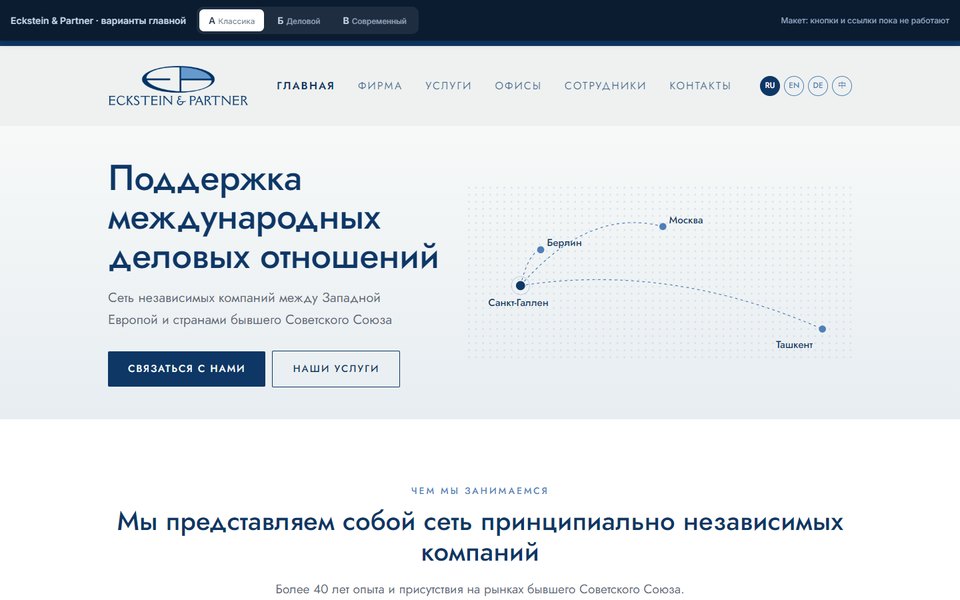 Eckstein & Partner · варианты главной
А Классика
Б Деловой
В Современный
Макет: кнопки и ссылки пока не работают
ECKSTEIN & PARTNER
ГЛАВНАЯ
ФИРМА
УСЛУГИ
ОФИСЫ
СОТРУДНИКИ
КОНТАКТЫ
RU
EN
DE
中
Поддержка
международных
деловых отношений
Сеть независимых компаний между Западной
Европой и странами бывшего Советского Союза
СВЯЗАТЬСЯ С НАМИ
НАШИ УСЛУГИ
Москва
Берлин
Санкт-Галлен
Ташкент
ЧЕМ МЫ ЗАНИМАЕМСЯ
Мы представляем собой сеть принципиально независимых
компаний
Более 40 лет опыта и присутствия на рынках бывшего Советского Союза.